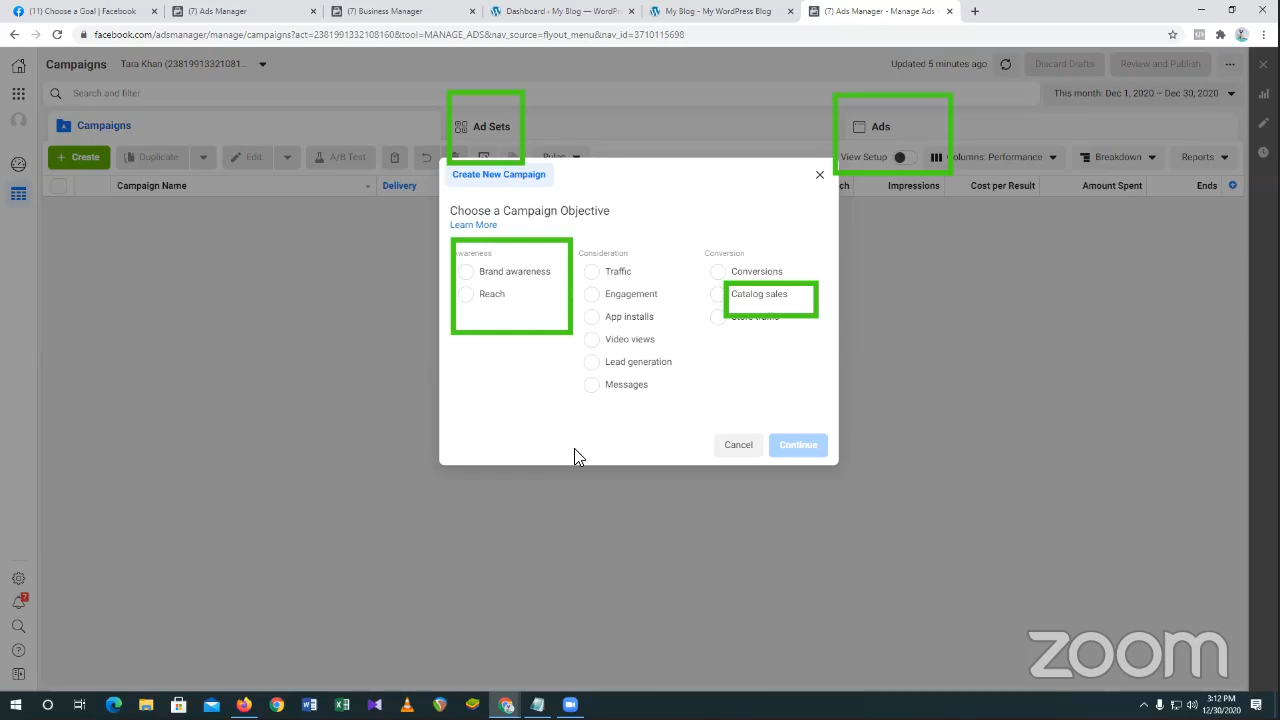 (11) Choose a Goal | Facebook
(7) Ads Manager
(7) Business Manager
Dashboard ‹ My Blog — WordPr
My Blog - My WordPress Blog
(7) Ads Manager - Manage Ads -
facebook.com/adsmanager/manage/campaigns?act=238199133210816&tool=MANAGE_ADS&nav_source=flyout_menu&nav_id=3710115698
Campaigns
Tara Khan (23819913321081...
Updated 5 minutes ago
Discard Drafts
Review and Publish
Search and filter
This month: Dec 1, 2020 – Dec 30, 2020
Campaigns
Ad Sets
Ads
Create
Duplicate
Edit
A/B Test
Rules
View Setup
Columns: Performance
Breakdown
Reports
Campaign Name
Delivery
Impressions
Cost per Result
Amount Spent
Ends
Create New Campaign
Choose a Campaign Objective
Learn More
Awareness
Brand awareness
Reach
Consideration
Traffic
Engagement
App installs
Video views
Lead generation
Messages
Conversion
Conversions
Catalog sales
Store traffic
Cancel
Continue
7
zoom
3:12 PM
12/30/2020